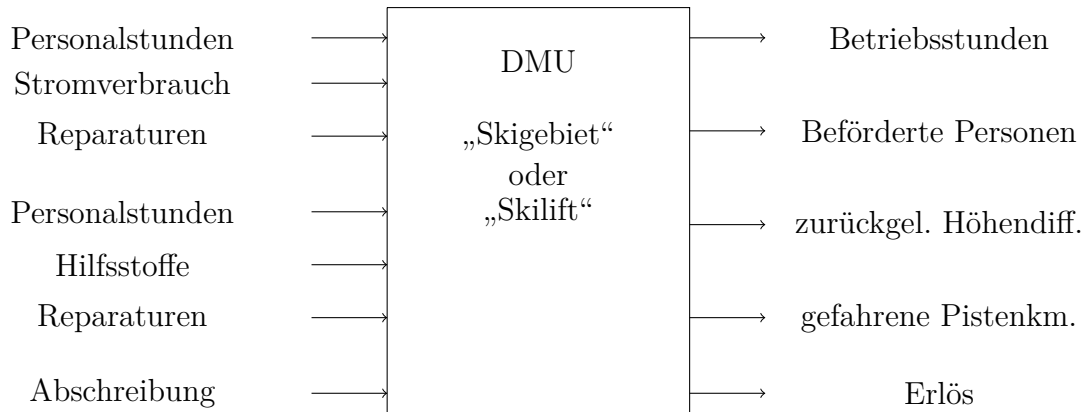 Personalstunden
Stromverbrauch
Reparaturen
Personalstunden
Hilfsstoffe
Reparaturen
Abschreibung
DMU
„Skigebiet“
oder
„Skilift“
Betriebsstunden
Beförderte Personen
zurückgel. Höhendiff.
gefahrene Pistenkm.
Erlös